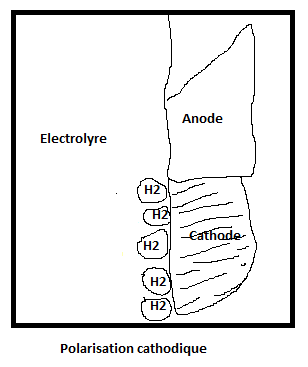 Electrolyre
Anode
H2
H2
H2
Cathode
H2
H2
Polarisation cathodique